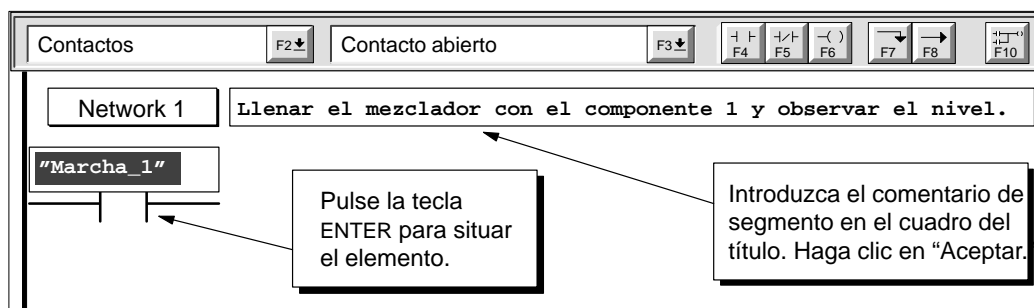 Contactos
F2
Contacto abierto
F3
F4
F5
F6
F7
F8
F10
Network 1
Llenar el mezclador con el componente 1 y observar el nivel.
"Marcha_1"
Pulse la tecla
ENTER para situar
el elemento.
Introduzca el comentario de
segmento en el cuadro del
título. Haga clic en “Aceptar.